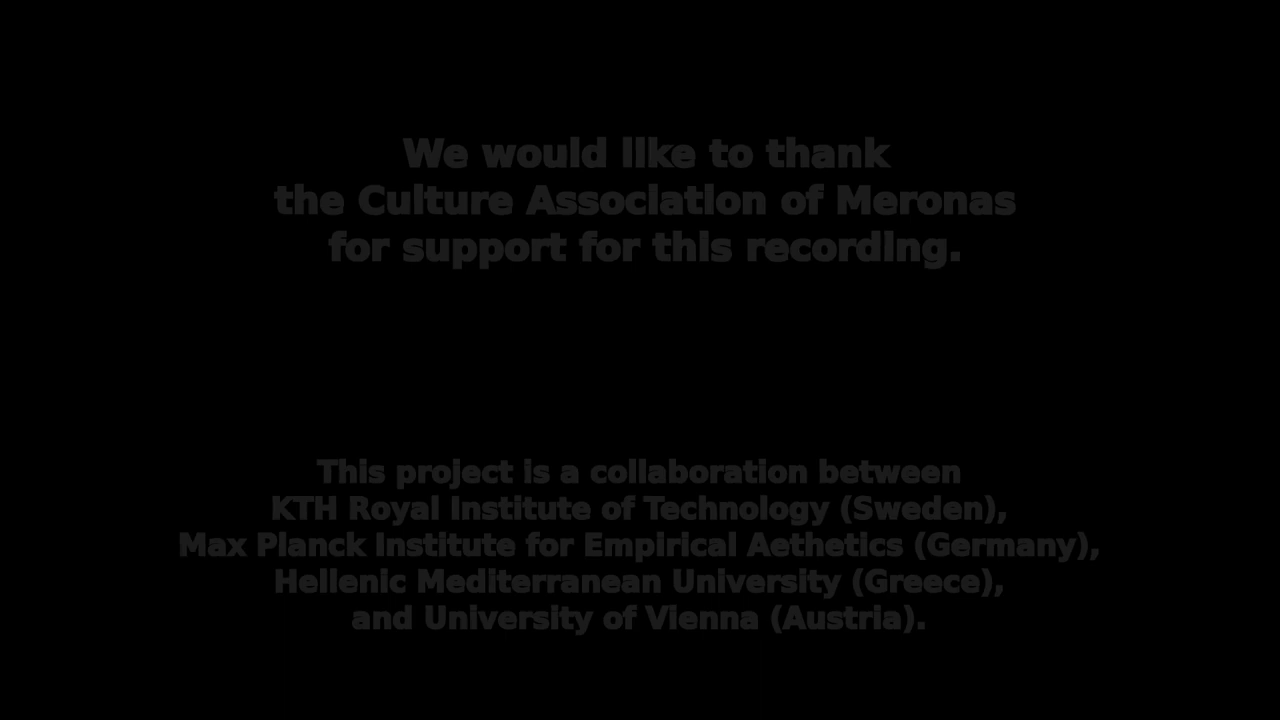 We would like to thank
the Culture Association of Meronas
for support for this recording.
This project is a collaboration between
KTH Royal Institute of Technology (Sweden),
Max Planck Institute for Empirical Aethetics (Germany),
Hellenic Mediterranean University (Greece),
and University of Vienna (Austria).